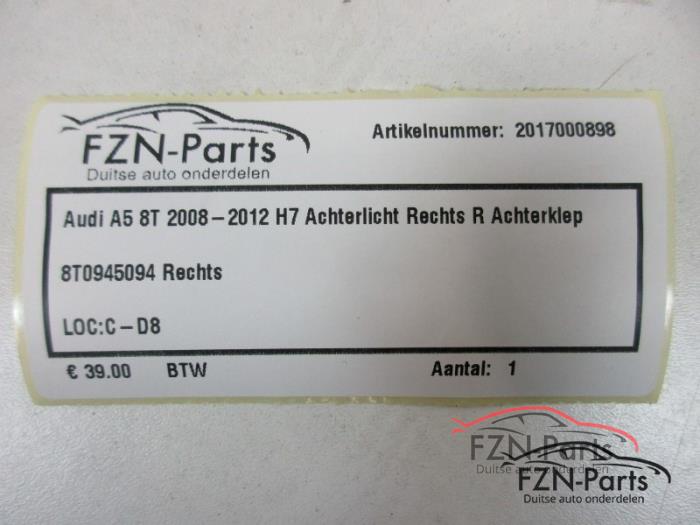 FZN-Parts
Duitse auto onderdelen
Artikelnummer: 2017000898
Audi A5 8T 2008-2012 H7 Achterlicht Rechts R Achterklep
8T0945094 Rechts
LOC:C-D8
€ 39.00 BTW Aantal: 1
FZN-Parts
Duitse auto onderdelen
FZN-Parts
Duitse auto onderdelen